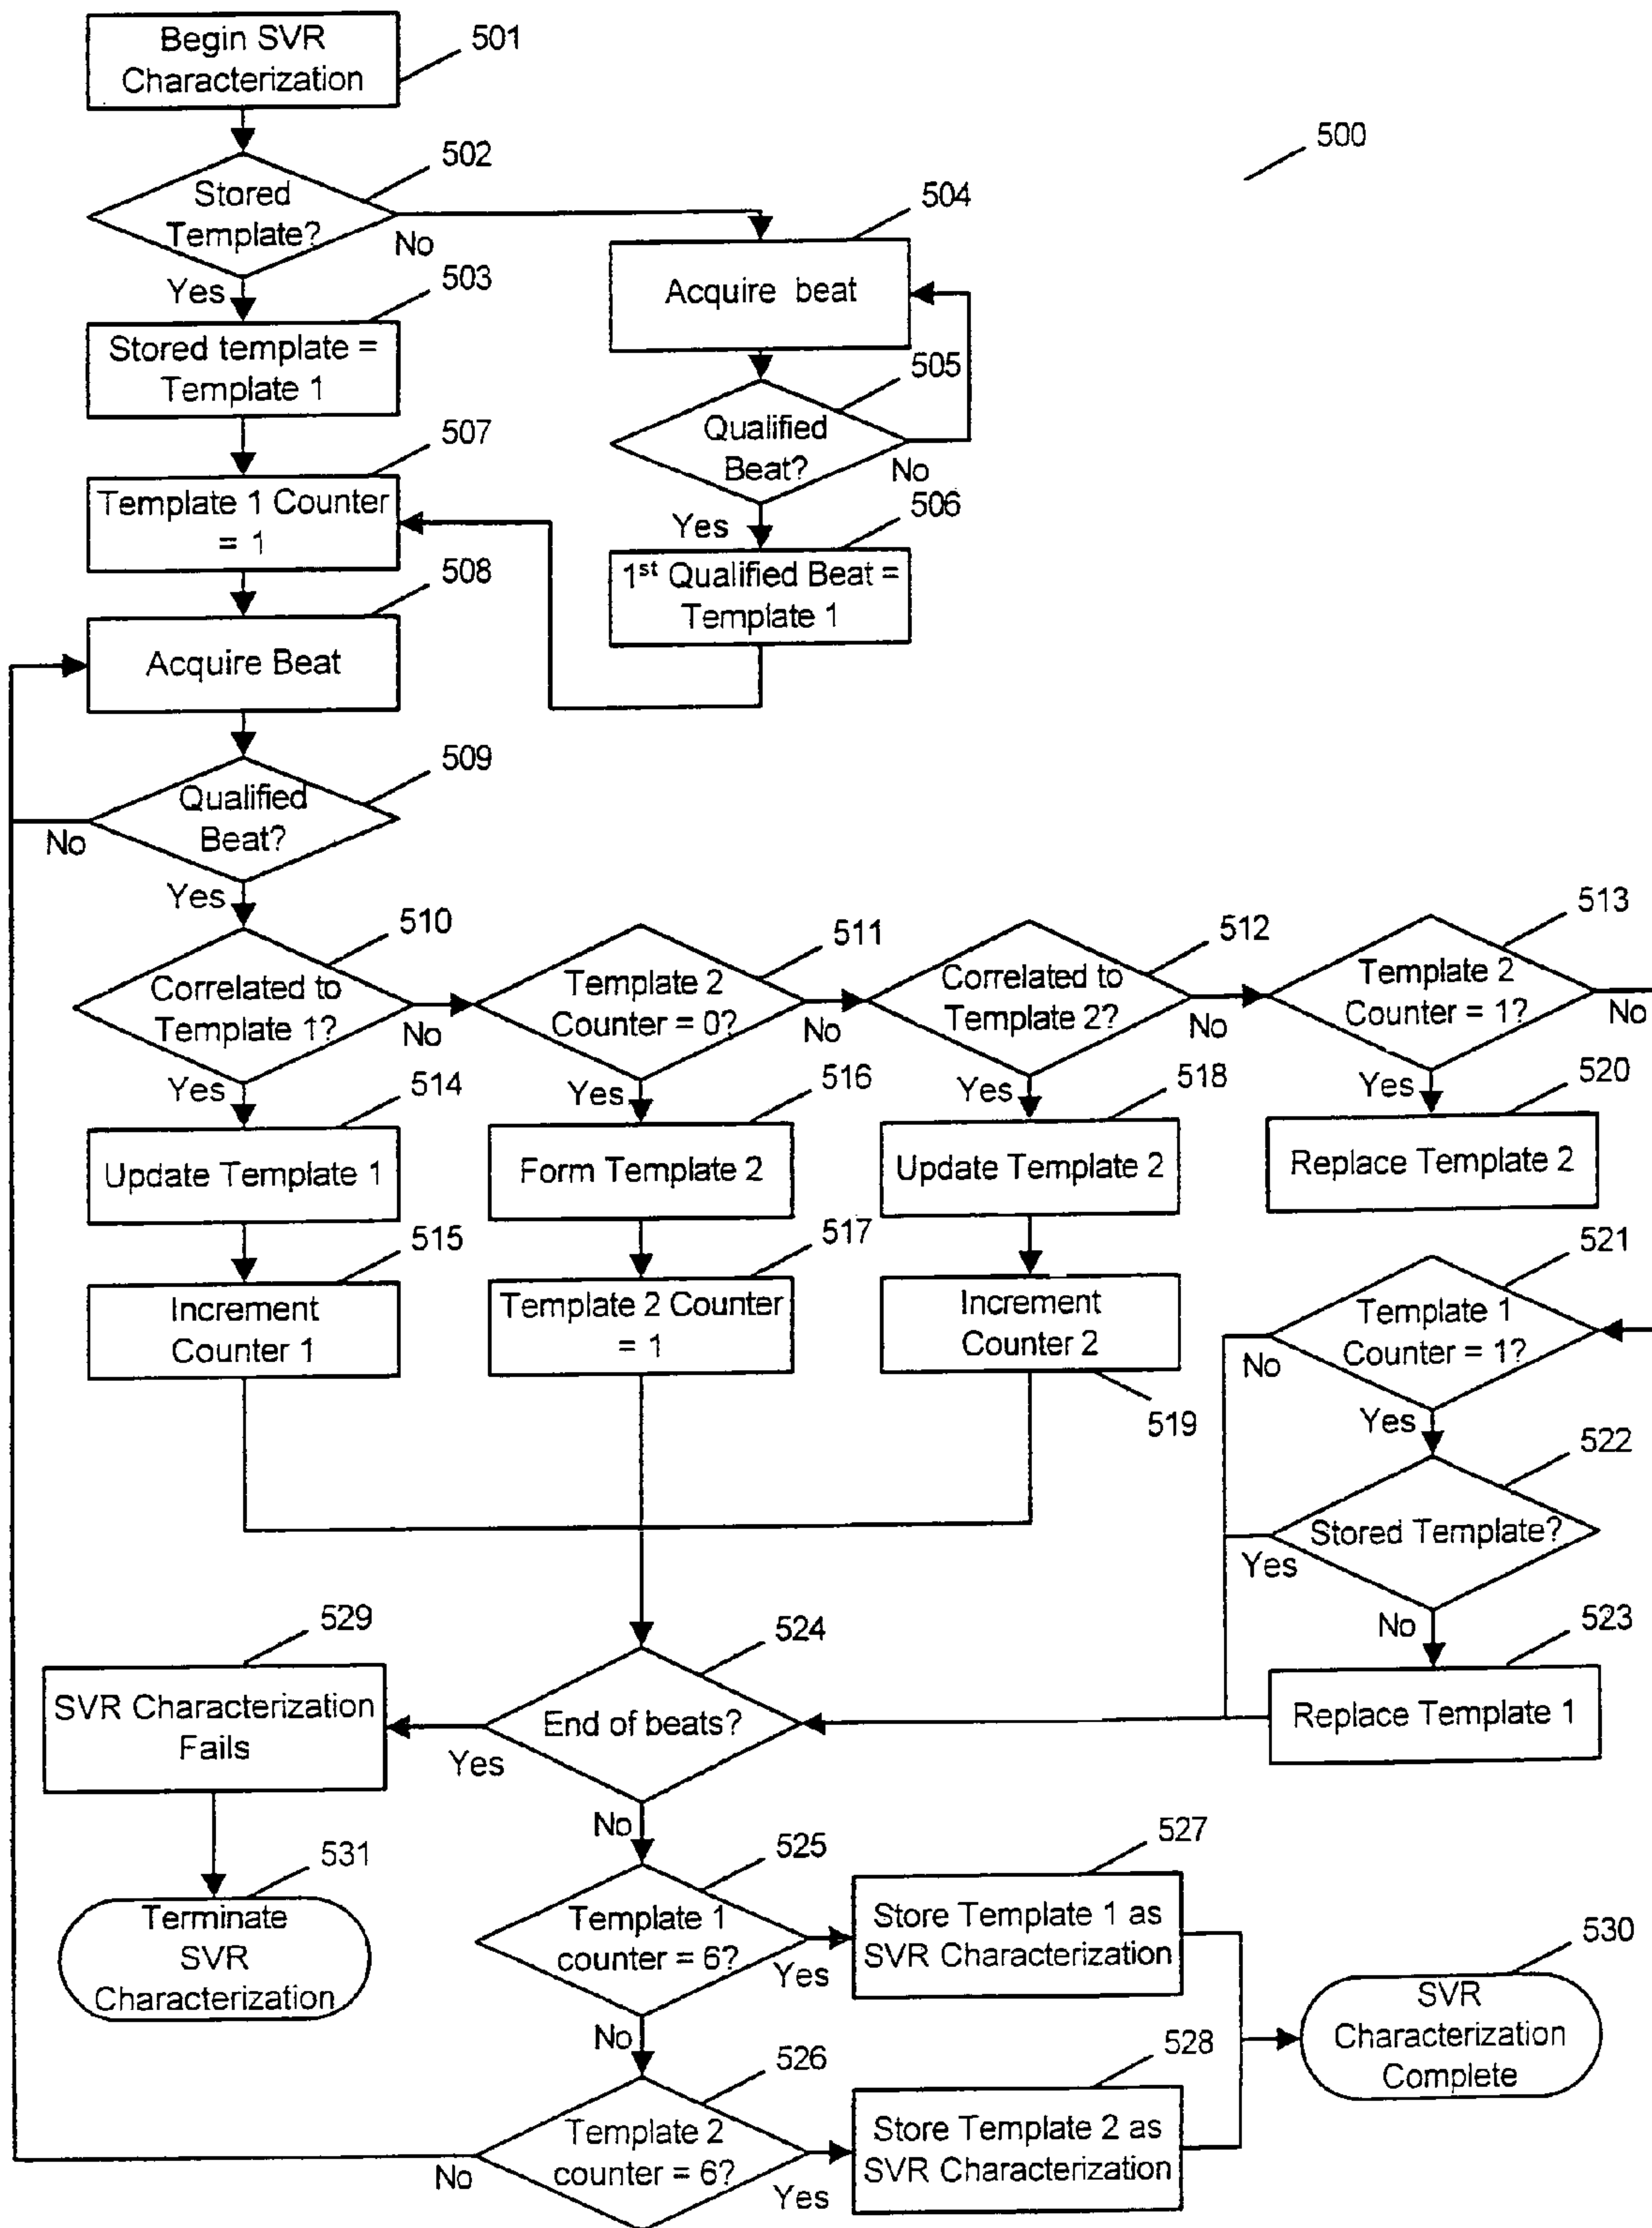 Begin SVR
Characterization
501
500
502
Stored
Template?
No
Yes
504
Acquire beat
503
Stored template =
Template 1
505
Qualified
Beat?
No
Yes
507
Template 1 Counter
= 1
506
1st Qualified Beat =
Template 1
508
Acquire Beat
509
Qualified
Beat?
No
Yes
510
Correlated to
Template 1?
No
Yes
511
Template 2
Counter = 0?
No
Yes
512
Correlated to
Template 2?
No
Yes
513
Template 2
Counter = 1?
No
Yes
514
Update Template 1
516
Form Template 2
518
Update Template 2
520
Replace Template 2
515
Increment
Counter 1
517
Template 2 Counter
= 1
Increment
Counter 2
519
521
Template 1
Counter = 1?
No
Yes
522
Stored Template?
Yes
No
523
Replace Template 1
524
End of beats?
Yes
No
529
SVR Characterization
Fails
531
Terminate
SVR
Characterization
525
Template 1
counter = 6?
Yes
No
527
Store Template 1 as
SVR Characterization
526
Template 2
counter = 6?
No
Yes
528
Store Template 2 as
SVR Characterization
530
SVR
Characterization
Complete